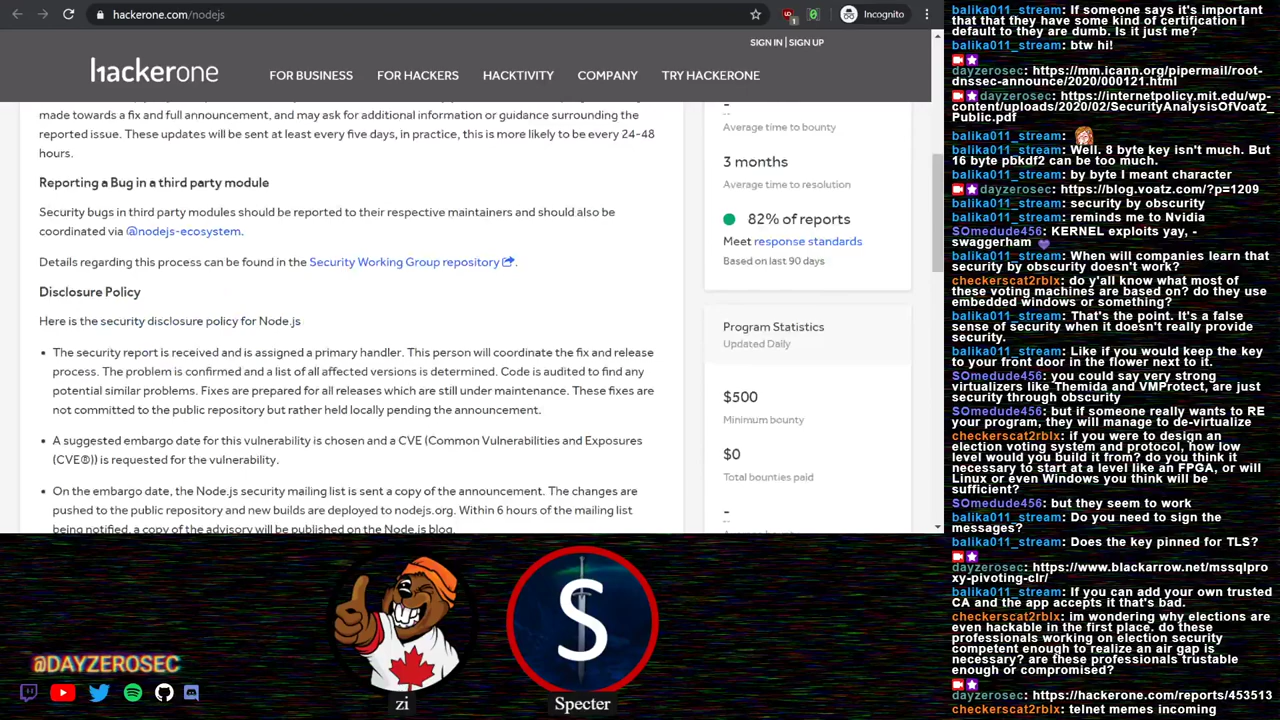 hackerone.com/nodejs
Incognito
SIGN IN | SIGN UP
hackerone
FOR BUSINESS
FOR HACKERS
HACKTIVITY
COMPANY
TRY HACKERONE
made towards a fix and full announcement, and may ask for additional information or guidance surrounding the
reported issue. These updates will be sent at least every five days, in practice, this is more likely to be every 24-48
hours.
Reporting a Bug in a third party module
Security bugs in third party modules should be reported to their respective maintainers and should also be
coordinated via @nodejs-ecosystem.
Details regarding this process can be found in the Security Working Group repository.
Disclosure Policy
Here is the security disclosure policy for Node.js
• The security report is received and is assigned a primary handler. This person will coordinate the fix and release
process. The problem is confirmed and a list of all affected versions is determined. Code is audited to find any
potential similar problems. Fixes are prepared for all releases which are still under maintenance. These fixes are
not committed to the public repository but rather held locally pending the announcement.
• A suggested embargo date for this vulnerability is chosen and a CVE (Common Vulnerabilities and Exposures
(CVE®)) is requested for the vulnerability.
• On the embargo date, the Node.js security mailing list is sent a copy of the announcement. The changes are
pushed to the public repository and new builds are deployed to nodejs.org. Within 6 hours of the mailing list
being notified, a copy of the advisory will be published on the Node.js blog.
-
Average time to bounty
3 months
Average time to resolution
82% of reports
Meet response standards
Based on last 90 days
Program Statistics
Updated Daily
$500
Minimum bounty
$0
Total bounties paid
-
balika011_stream: If someone says it's important
that that they have some kind of certification I
default to they are dumb. Is it just me?
balika011_stream: btw hi!
dayzerosec: https://mm.icann.org/pipermail/root-
dnssec-announce/2020/000121.html
dayzerosec: https://internetpolicy.mit.edu/wp-
content/uploads/2020/02/SecurityAnalysisOfVoatz_
Public.pdf
balika011_stream:
balika011_stream: Well. 8 byte key isn't much. But
16 byte pbkdf2 can be too much.
balika011_stream: by byte I meant character
dayzerosec: https://blog.voatz.com/?p=1209
balika011_stream: security by obscurity
balika011_stream: reminds me to Nvidia
SOmedude456: KERNEL exploits yay, -
swaggerham
balika011_stream: When will companies learn that
security by obscurity doesn't work?
checkerscat2rblx: do y'all know what most of
these voting machines are based on? do they use
embedded windows or something?
balika011_stream: That's the point. It's a false
sense of security when it doesn't really provide
security.
balika011_stream: Like if you would keep the key
to your front door in the flower next to it.
SOmedude456: you could say very strong
virtualizers like Themida and VMProtect, are just
security through obscurity
SOmedude456: but if someone really wants to RE
your program, they will manage to de-virtualize
checkerscat2rblx: if you were to design an
election voting system and protocol, how low
level would you build it from? do you think it
necessary to start at a level like an FPGA, or will
Linux or even Windows you think will be
sufficient?
SOmedude456: but they seem to work
balika011_stream: Do you need to sign the
messages?
balika011_stream: Does the key pinned for TLS?
dayzerosec: https://www.blackarrow.net/mssqlpro
xy-pivoting-clr/
balika011_stream: If you can add your own trusted
CA and the app accepts it that's bad.
checkerscat2rblx: im wondering why elections are
even hackable in the first place. do these
professionals working on election security
competent enough to realize an air gap is
necessary? are these professionals trustable
enough or compromised?
dayzerosec: https://hackerone.com/reports/453513
checkerscat2rblx: telnet memes incoming
@DAYZEROSEC
S
zi
Specter